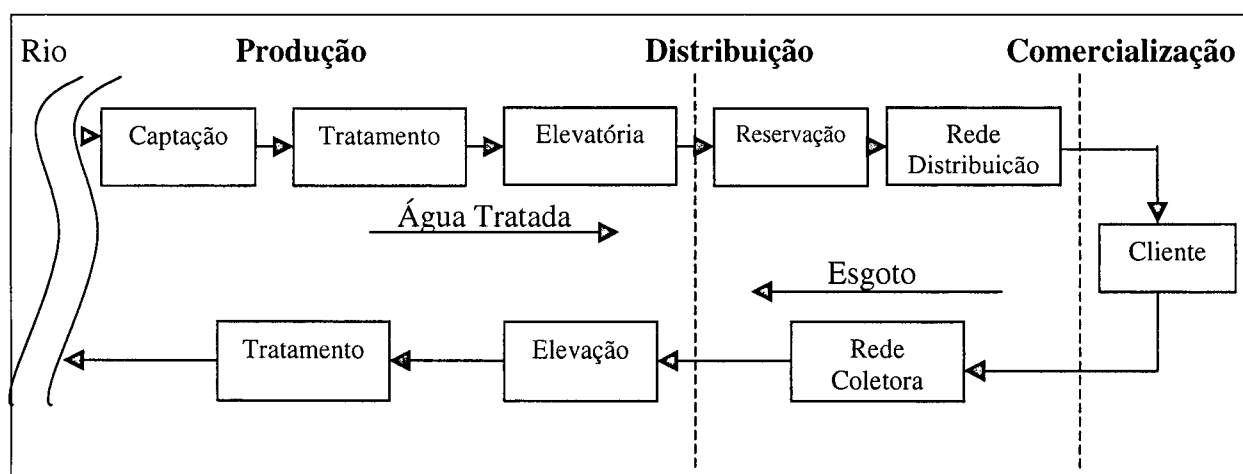 Rio
Produção
Distribuição
Comercialização
Captação
Tratamento
Elevatória
Reservação
Rede
Distribuicão
Água Tratada
Cliente
Esgoto
Tratamento
Elevação
Rede
Coletora